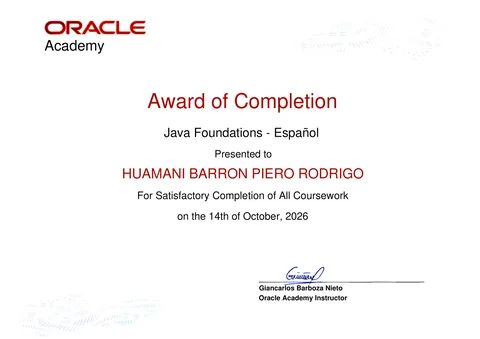 ORACLE
Academy
Award of Completion
Java Foundations - Español
Presented to
HUAMANI BARRON PIERO RODRIGO
For Satisfactory Completion of All Coursework
on the 14th of October, 2026
Giancarlos Barboza Nieto
Oracle Academy Instructor